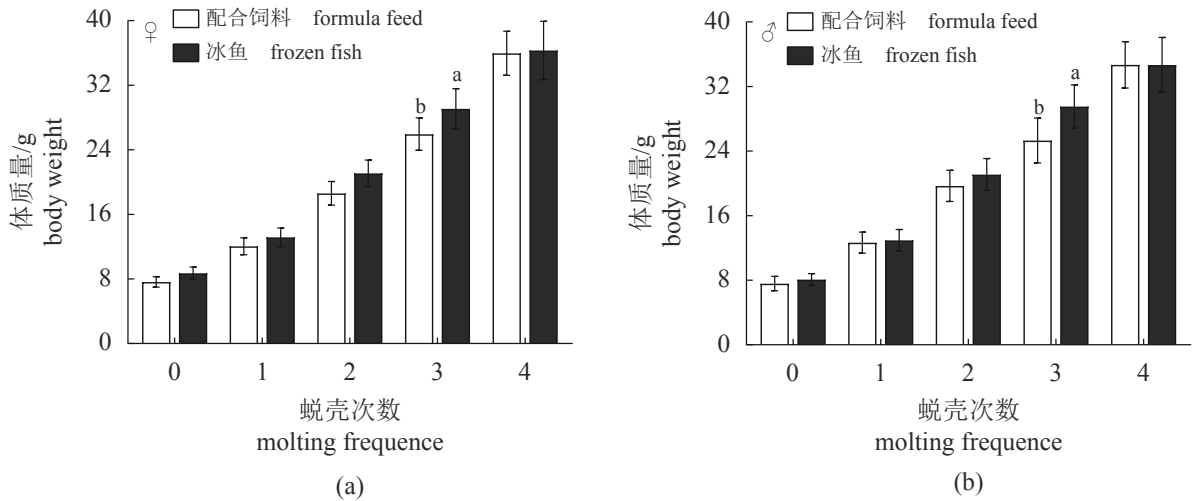 ♀
配合饲料 formula feed
冰鱼 frozen fish
40
32
24
16
8
0
体质量/g
body weight
b
a
0 1 2 3 4
蜕壳次数
molting frequence
(a)
♂
配合饲料 formula feed
冰鱼 frozen fish
40
32
24
16
8
0
体质量/g
body weight
b
a
0 1 2 3 4
蜕壳次数
molting frequence
(b)